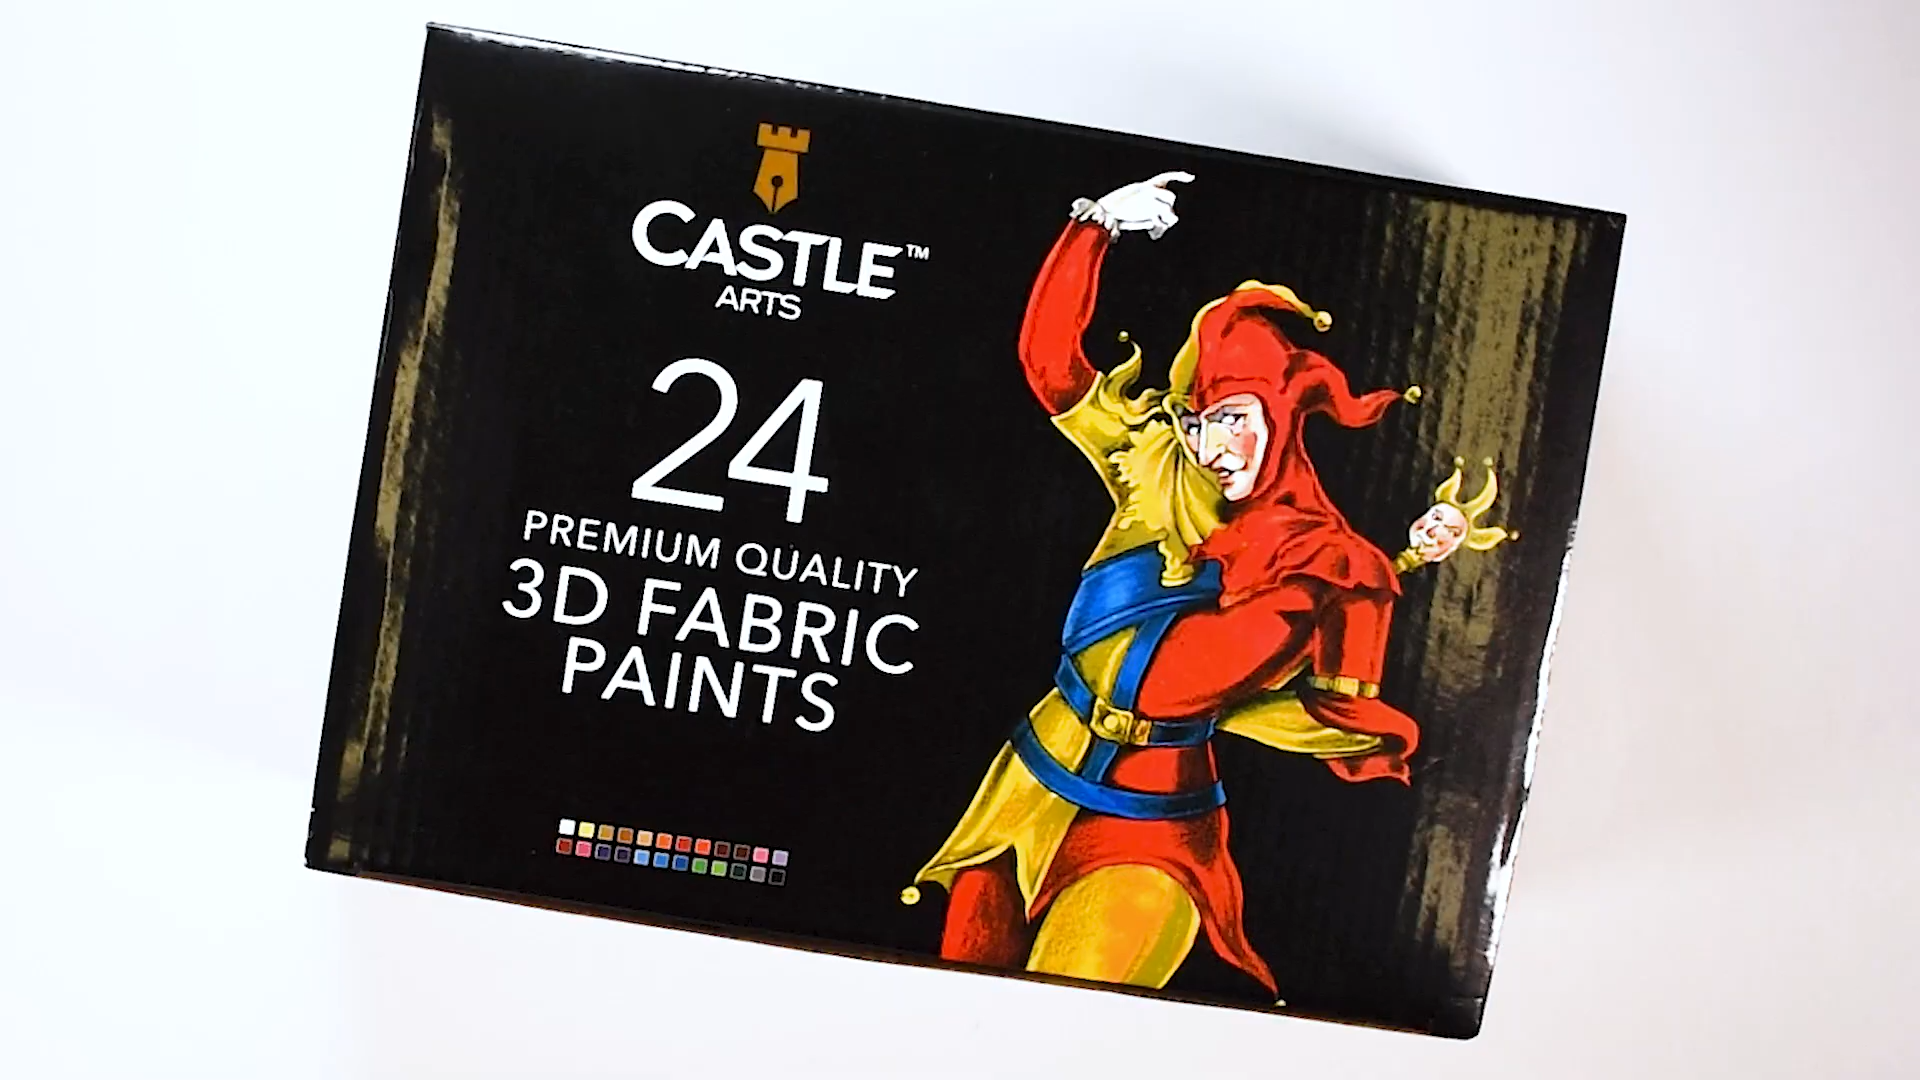 CASTLE™
ARTS
24
PREMIUM QUALITY
3D FABRIC
PAINTS